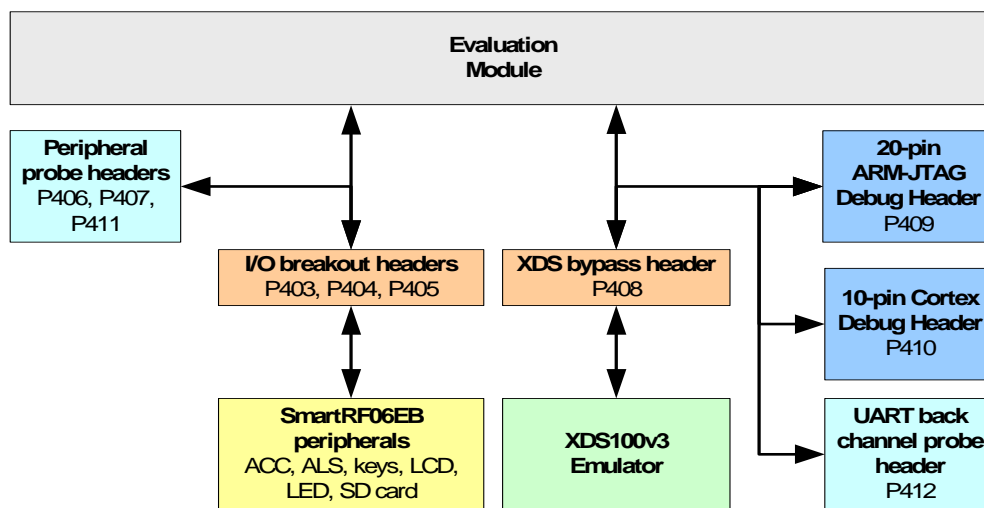 Evaluation
Module
Peripheral
probe headers
P406, P407,
P411
20-pin
ARM-JTAG
Debug Header
P409
I/O breakout headers
P403, P404, P405
XDS bypass header
P408
10-pin Cortex
Debug Header
P410
SmartRF06EB
peripherals
ACC, ALS, keys, LCD,
LED, SD card
XDS100v3
Emulator
UART back
channel probe
header
P412